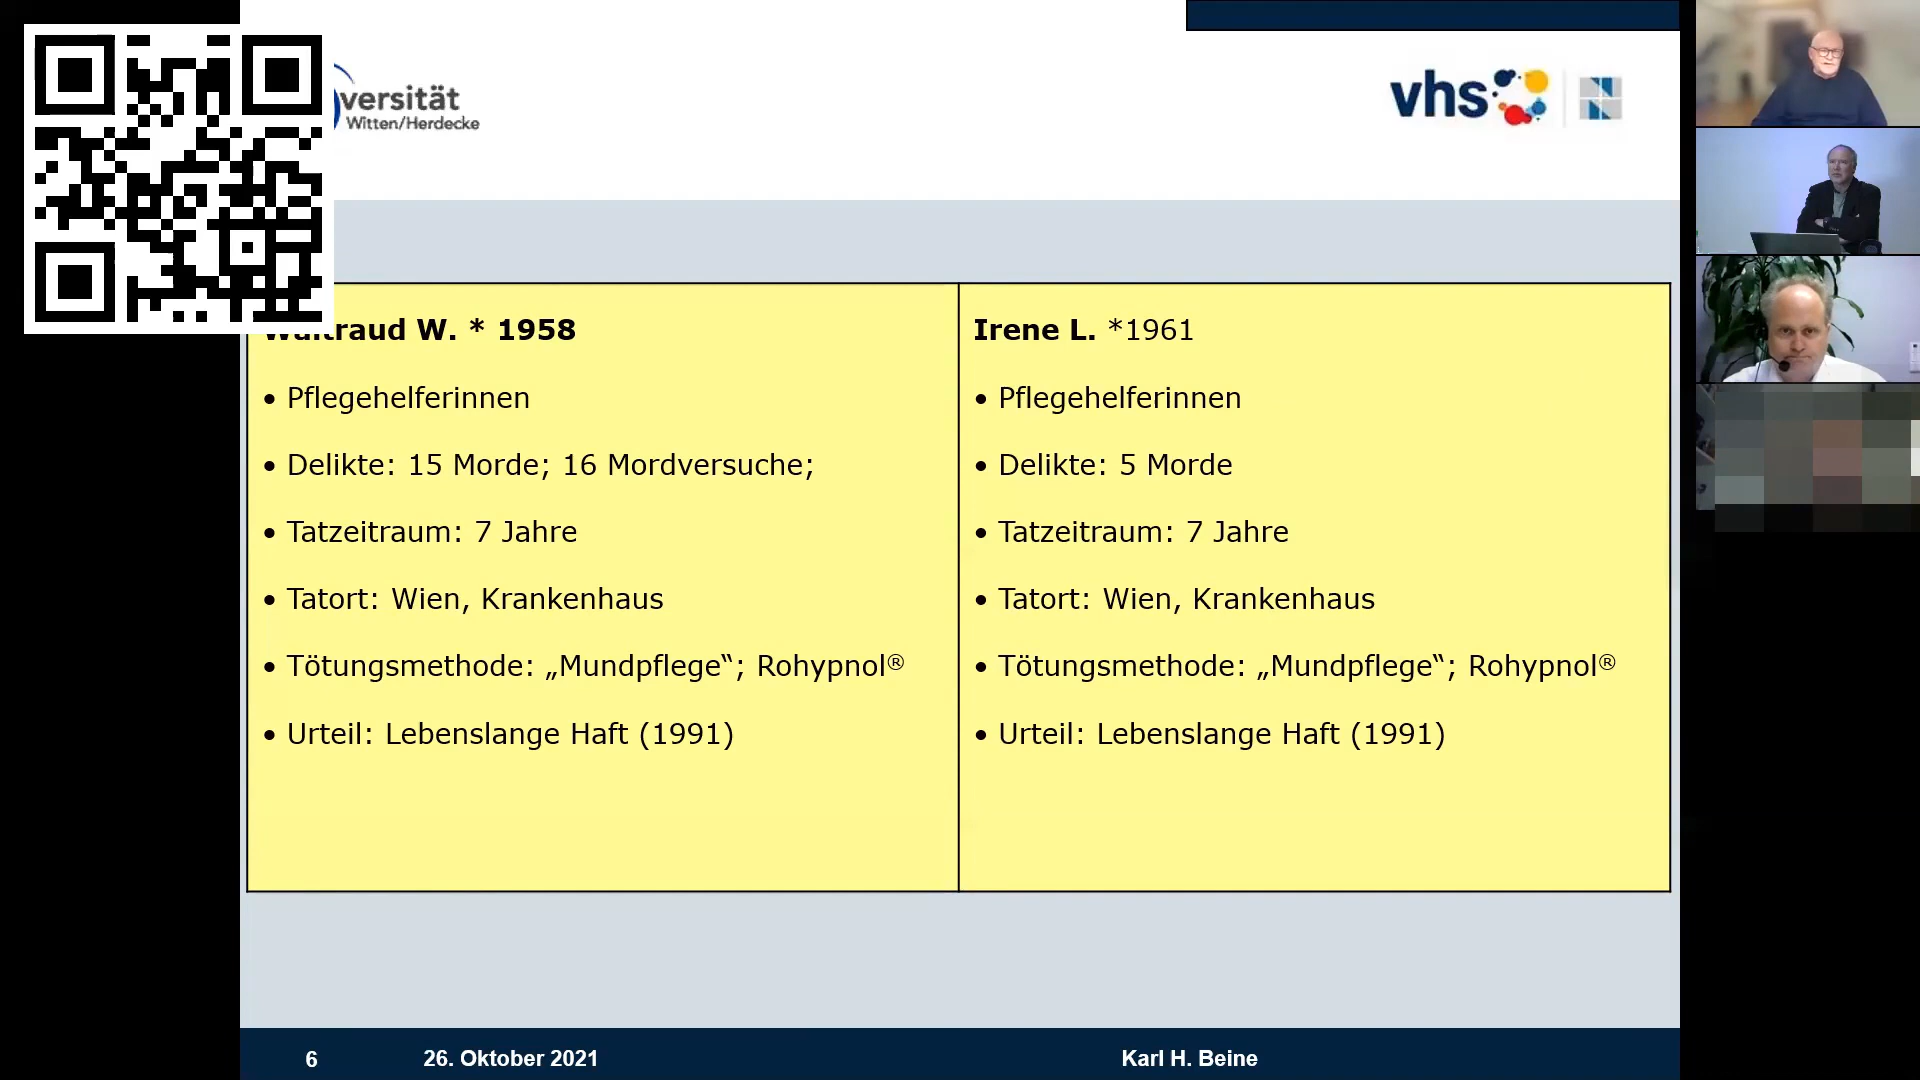 versität
Witten/Herdecke
vhs
Waltraud W. * 1958
• Pflegehelferinnen
• Delikte: 15 Morde; 16 Mordversuche;
• Tatzeitraum: 7 Jahre
• Tatort: Wien, Krankenhaus
• Tötungsmethode: „Mundpflege“; Rohypnol®
• Urteil: Lebenslange Haft (1991)
Irene L. *1961
• Pflegehelferinnen
• Delikte: 5 Morde
• Tatzeitraum: 7 Jahre
• Tatort: Wien, Krankenhaus
• Tötungsmethode: „Mundpflege“; Rohypnol®
• Urteil: Lebenslange Haft (1991)
6
26. Oktober 2021
Karl H. Beine